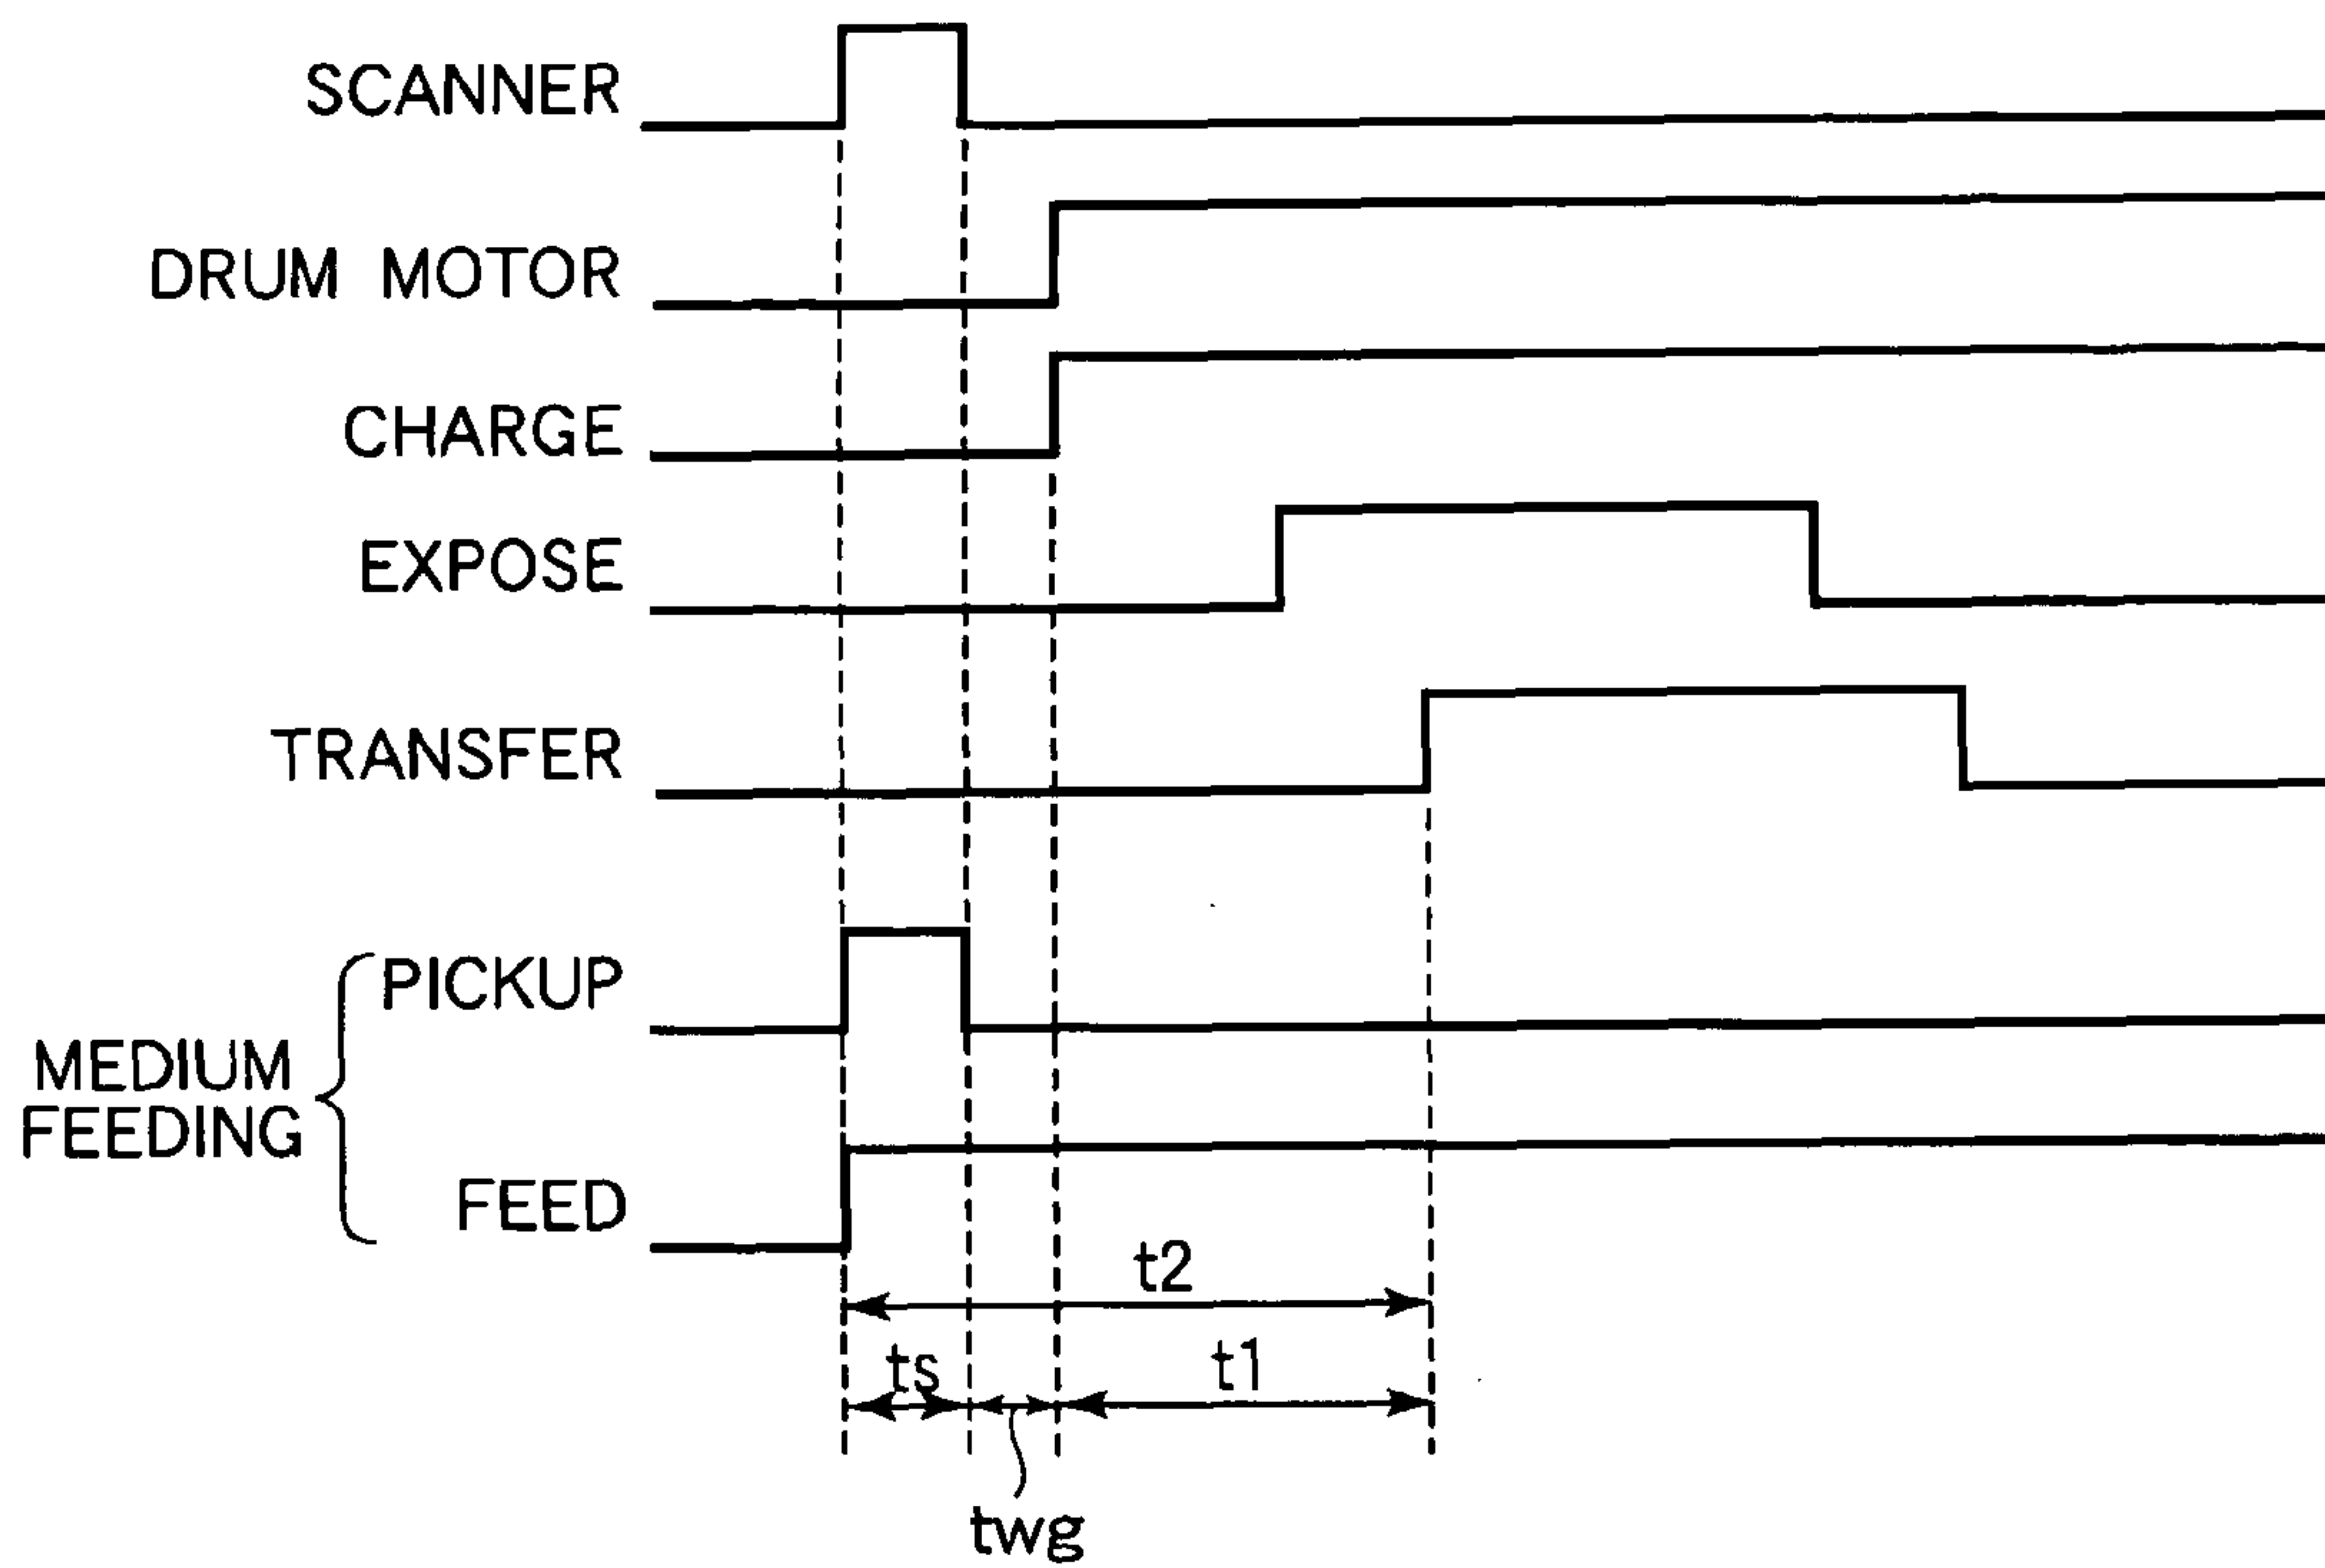 SCANNER
DRUM MOTOR
CHARGE
EXPOSE
TRANSFER
PICKUP
MEDIUM
FEEDING
FEED
t2
ts
t1
twg